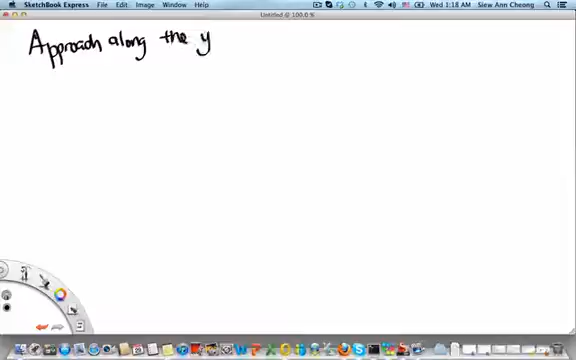 SketchBook Express File Edit Image Window Help Wed 1:18 AM Siew Ann Cheong
Untitled @ 100.0 %
Approach along the y